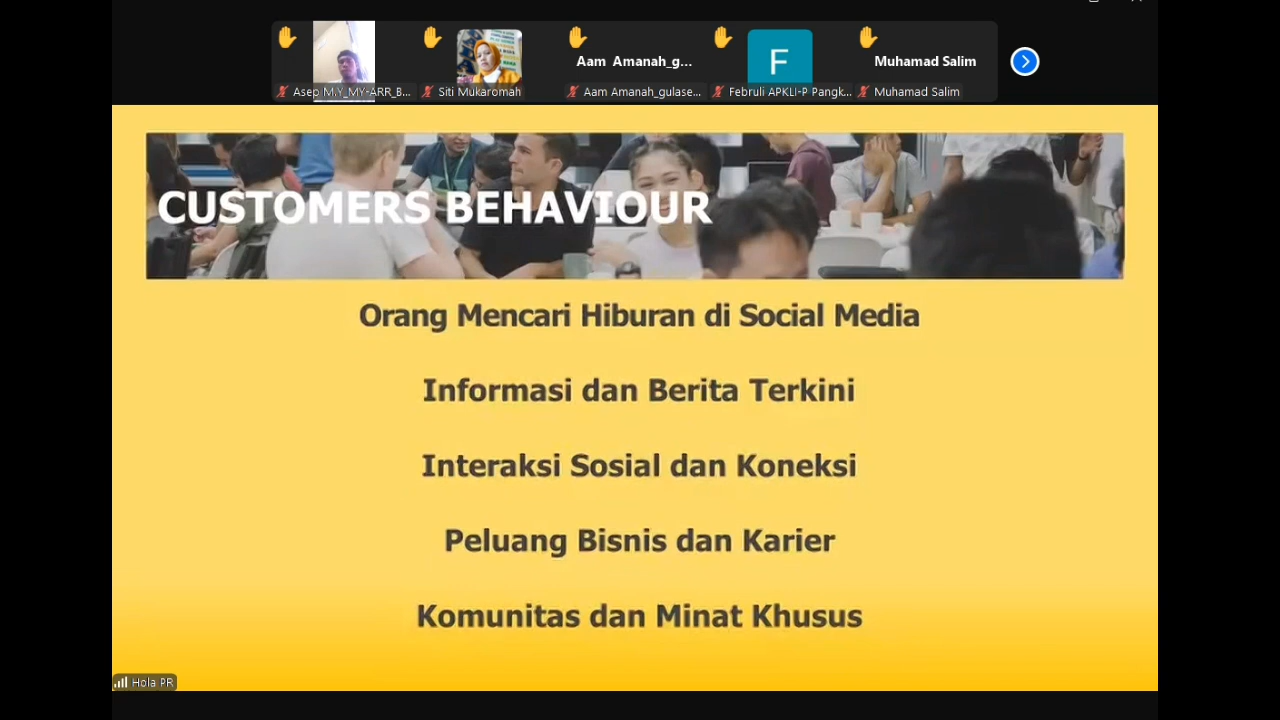 Asep M.Y_MY-ARR_B...
Siti Mukaromah
Aam Amanah_g...
Aam Amanah_gulase...
F
Februli APKLI-P Pangk...
Muhamad Salim
Muhamad Salim
CUSTOMERS BEHAVIOUR
Orang Mencari Hiburan di Social Media
Informasi dan Berita Terkini
Interaksi Sosial dan Koneksi
Peluang Bisnis dan Karier
Komunitas dan Minat Khusus
Hola PR